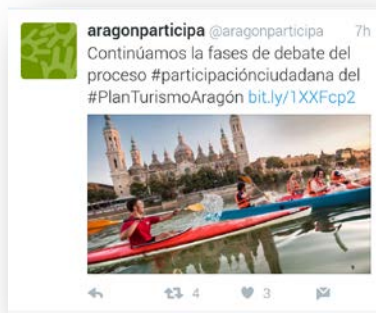 aragonparticipa @aragonparticipa 7h
Continúamos la fases de debate del
proceso #participaciónciudadana del
#PlanTurismoAragón bit.ly/1XXFcp2
4 3